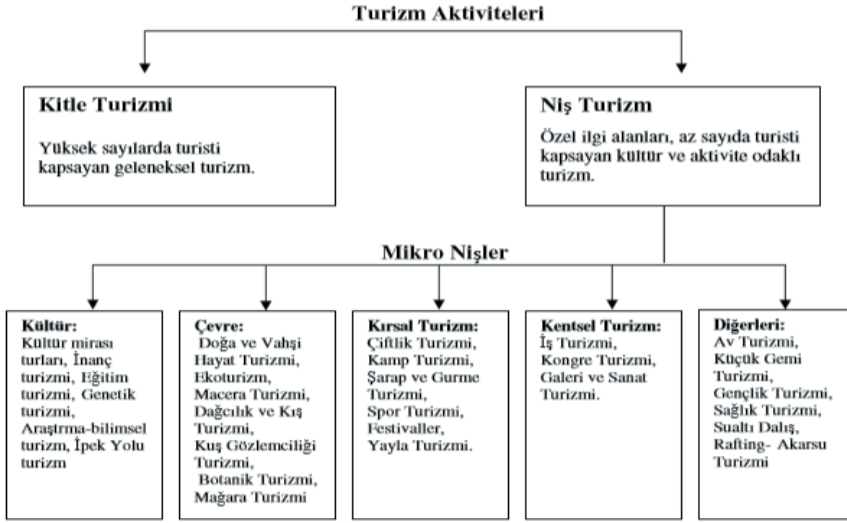 Turizm Aktiviteleri
Kitle Turizmi
Yüksek sayılarda turisti
kapsayan geleneksel turizm.
Niş Turizm
Özel ilgi alanları, az sayıda turisti
kapsayan kültür ve aktivite odaklı
turizm.
Mikro Nişler
Kültür:
Kültür mirası
turları, İnanç
turizmi, Eğitim
turizmi, Genetik
turizmi,
Araştrma-bilimsel
turizm, İpek Yolu
turizm
Çevre:
Doğa ve Vahşi
Hayat Turizmi,
Ekoturizm,
Macera Turizmi,
Dağcılık ve Kış
Turizmi,
Kuş Gözlemciliği
Turizmi,
Botanik Turizmi,
Mağara Turizmi
Kırsal Turizm:
Çiftlik Turizmi,
Kamp Turizmi,
Şarap ve Gurme
Turizmi,
Spor Turizmi,
Festivaller,
Yayla Turizmi.
Kentsel Turizm:
İş Turizmi,
Kongre Turizmi,
Galeri ve Sanat
Turizmi.
Diğerleri:
Av Turizmi,
Küçük Gemi
Turizmi,
Gençlik Turizmi,
Sağlık Turizmi,
Sualtı Dalış,
Rafting- Akarsu
Turizmi